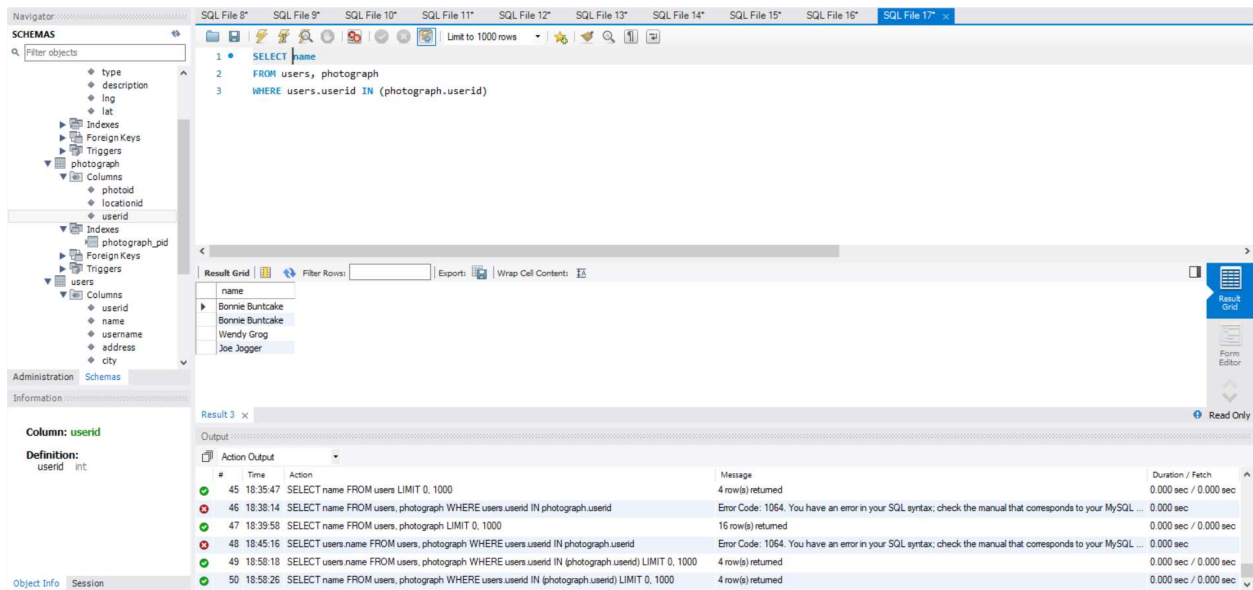 Navigator
SCHEMAS
Filter objects
type
description
lng
lat
Indexes
Foreign Keys
Triggers
photograph
Columns
photoid
locationid
userid
Indexes
photograph_pid
Foreign Keys
Triggers
users
Columns
userid
name
username
address
city
Administration Schemas
Information
Column: userid
Definition:
userid int
Object Info Session
SQL File 8* SQL File 9* SQL File 10* SQL File 11* SQL File 12* SQL File 13* SQL File 14* SQL File 15* SQL File 16* SQL File 17*
Limit to 1000 rows
1 SELECT name
2 FROM users, photograph
3 WHERE users.userid IN (photograph.userid)
Result Grid Filter Rows: Export: Wrap Cell Content:
name
Bonnie Buntcake
Bonnie Buntcake
Wendy Grog
Joe Jogger
Result Grid
Form Editor
Result 3
Read Only
Output
Action Output
# Time Action Message Duration / Fetch
45 18:35:47 SELECT name FROM users LIMIT 0, 1000 4 row(s) returned 0.000 sec / 0.000 sec
46 18:38:14 SELECT name FROM users, photograph WHERE users.userid IN photograph.userid Error Code: 1064. You have an error in your SQL syntax; check the manual that corresponds to your MySQL ... 0.000 sec
47 18:39:58 SELECT name FROM users, photograph LIMIT 0, 1000 16 row(s) returned 0.000 sec / 0.000 sec
48 18:45:16 SELECT users.name FROM users, photograph WHERE users.userid IN photograph.userid Error Code: 1064. You have an error in your SQL syntax; check the manual that corresponds to your MySQL ... 0.000 sec
49 18:58:18 SELECT users.name FROM users, photograph WHERE users.userid IN (photograph.userid) LIMIT 0, 1000 4 row(s) returned 0.000 sec / 0.000 sec
50 18:58:26 SELECT name FROM users, photograph WHERE users.userid IN (photograph.userid) LIMIT 0, 1000 4 row(s) returned 0.000 sec / 0.000 sec